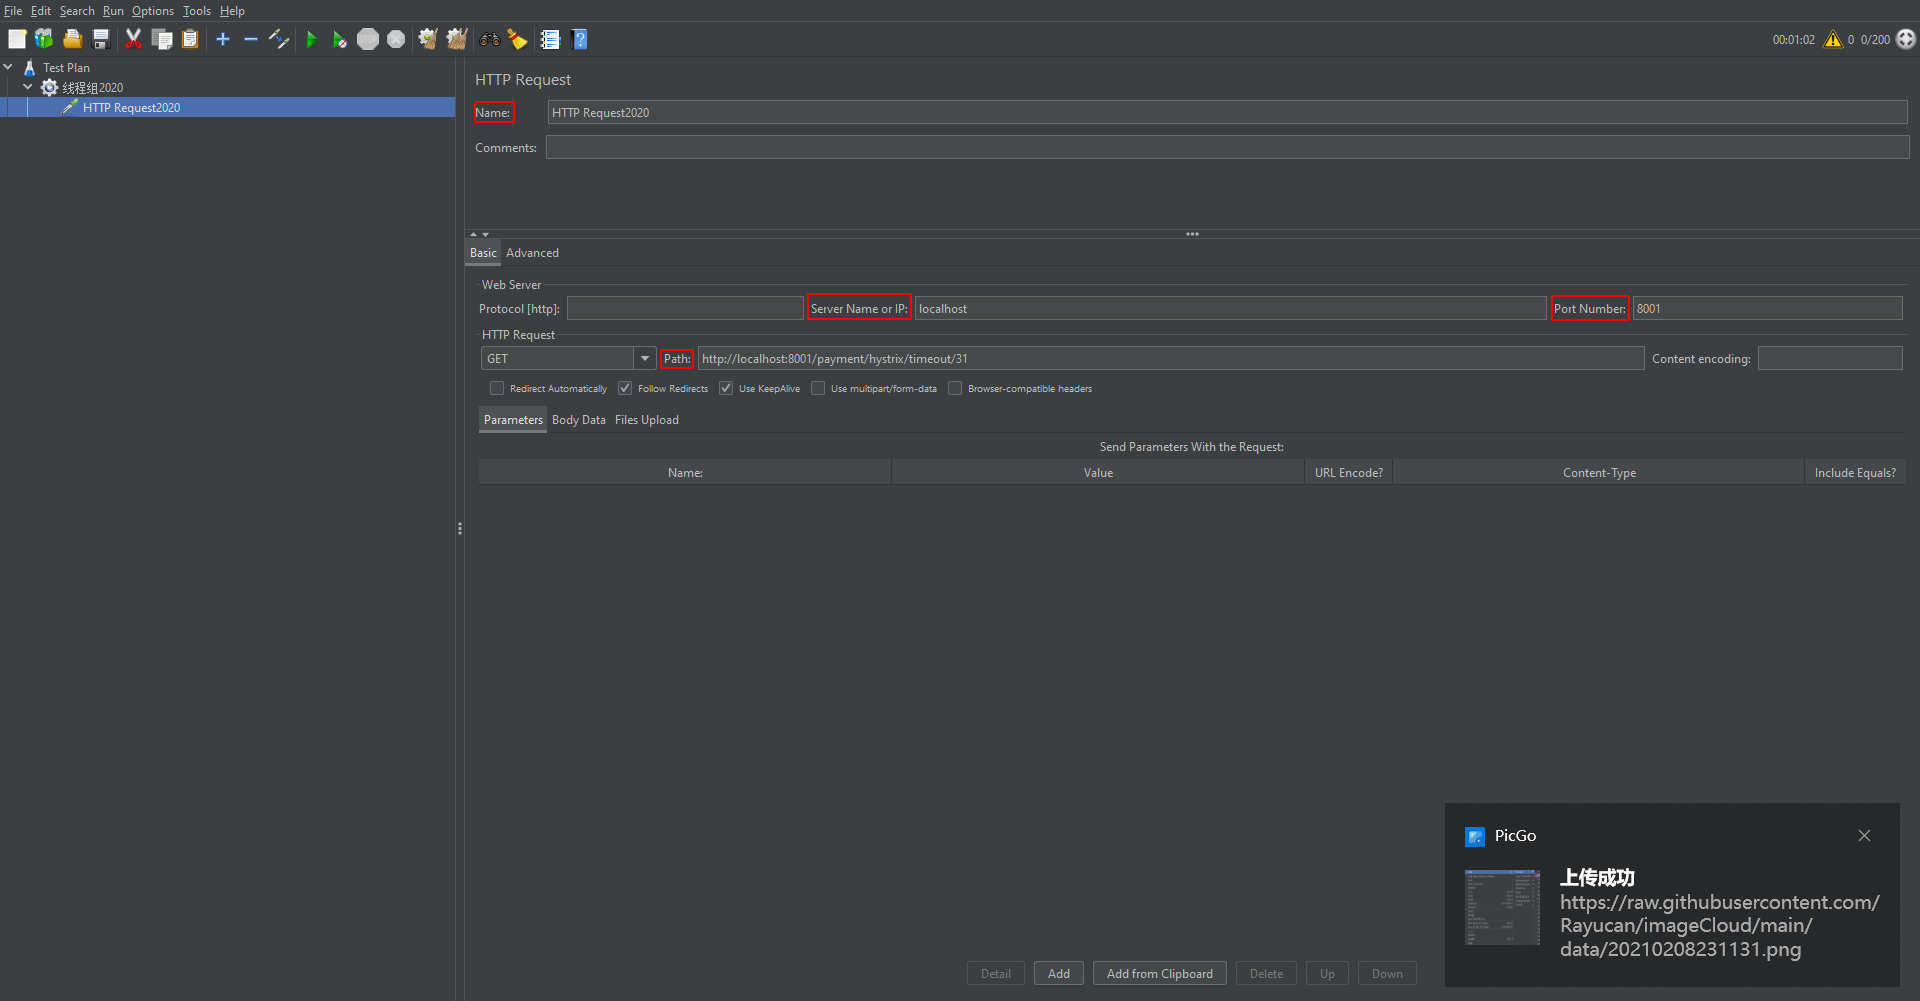 File Edit Search Run Options Tools Help
00:01:02 0 0/200
Test Plan
线程组2020
HTTP Request2020
HTTP Request
Name: HTTP Request2020
Comments:
Basic Advanced
Web Server
Protocol [http]: Server Name or IP: localhost Port Number: 8001
HTTP Request
GET Path: http://localhost:8001/payment/hystrix/timeout/31 Content encoding:
Redirect Automatically Follow Redirects Use KeepAlive Use multipart/form-data Browser-compatible headers
Parameters Body Data Files Upload
Send Parameters With the Request:
Name: Value URL Encode? Content-Type Include Equals?
PicGo
上传成功
https://raw.githubusercontent.com/
Rayucan/imageCloud/main/
data/20210208231131.png
Detail Add Add from Clipboard Delete Up Down